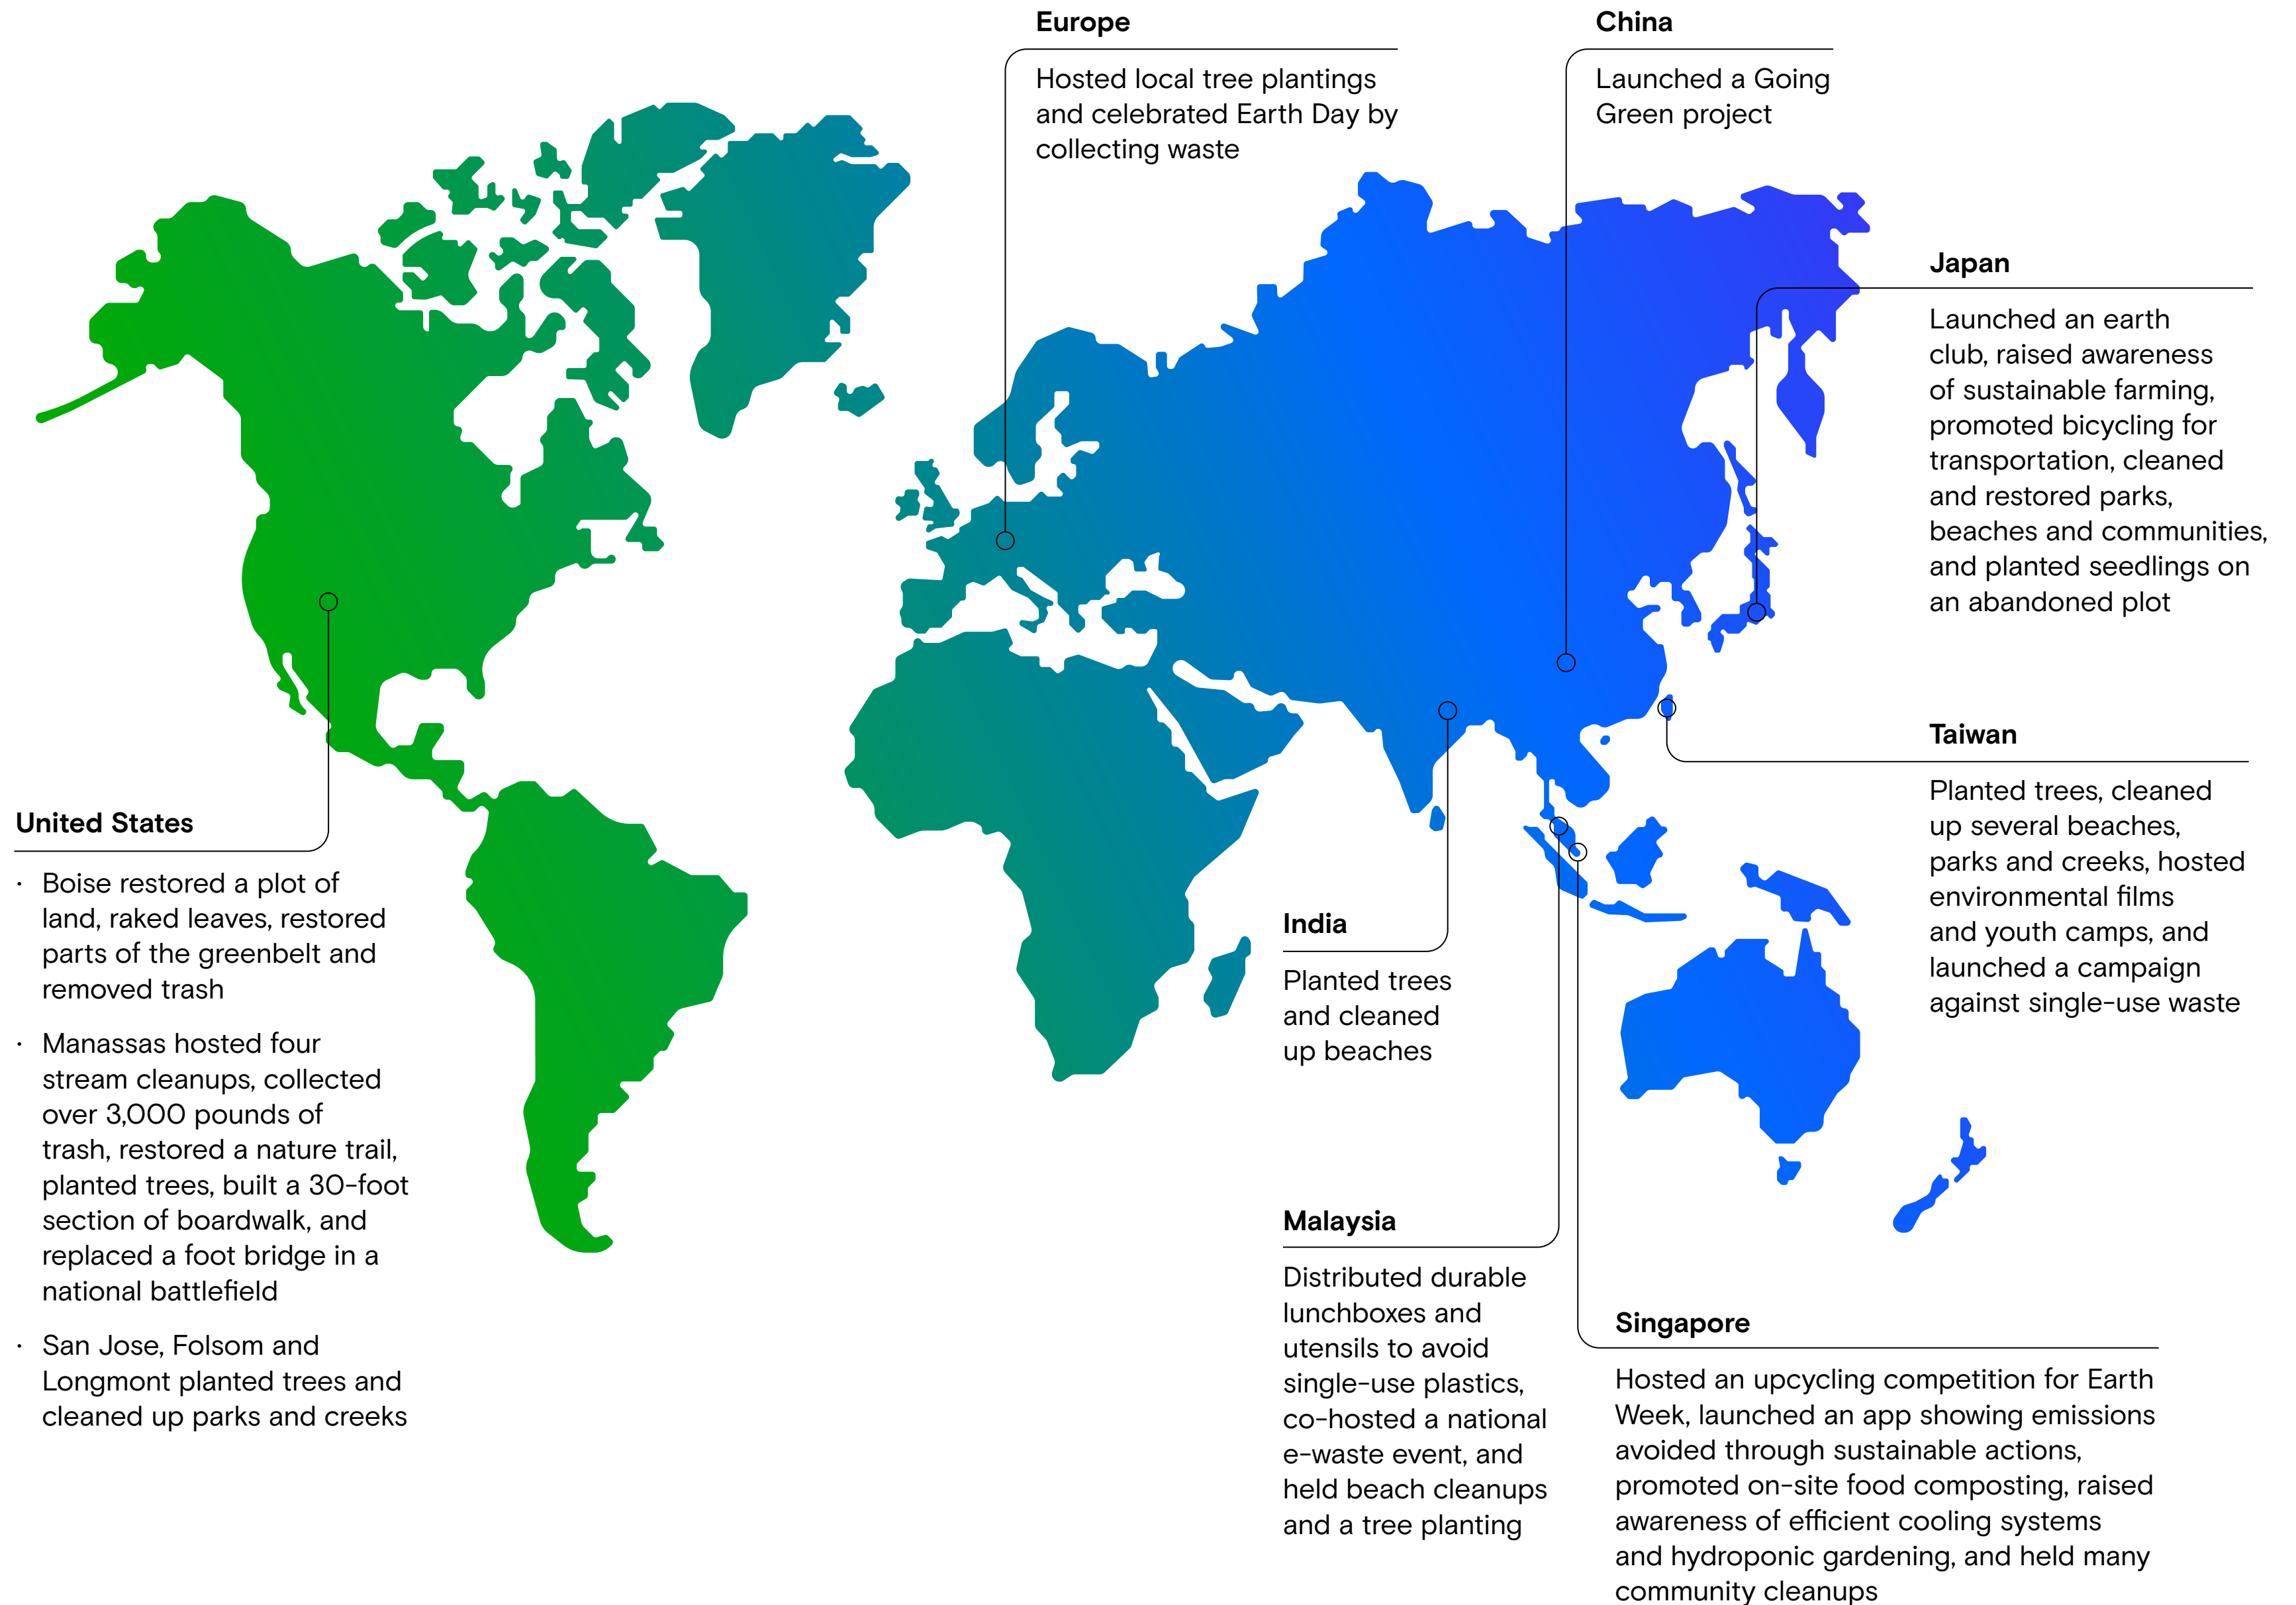 Europe
Hosted local tree plantings
and celebrated Earth Day by
collecting waste
China
Launched a Going
Green project
Japan
Launched an earth
club, raised awareness
of sustainable farming,
promoted bicycling for
transportation, cleaned
and restored parks,
beaches and communities,
and planted seedlings on
an abandoned plot
Taiwan
Planted trees, cleaned
up several beaches,
parks and creeks, hosted
environmental films
and youth camps, and
launched a campaign
against single-use waste
United States
· Boise restored a plot of
land, raked leaves, restored
parts of the greenbelt and
removed trash
· Manassas hosted four
stream cleanups, collected
over 3,000 pounds of
trash, restored a nature trail,
planted trees, built a 30-foot
section of boardwalk, and
replaced a foot bridge in a
national battlefield
· San Jose, Folsom and
Longmont planted trees and
cleaned up parks and creeks
India
Planted trees
and cleaned
up beaches
Malaysia
Distributed durable
lunchboxes and
utensils to avoid
single-use plastics,
co-hosted a national
e-waste event, and
held beach cleanups
and a tree planting
Singapore
Hosted an upcycling competition for Earth
Week, launched an app showing emissions
avoided through sustainable actions,
promoted on-site food composting, raised
awareness of efficient cooling systems
and hydroponic gardening, and held many
community cleanups